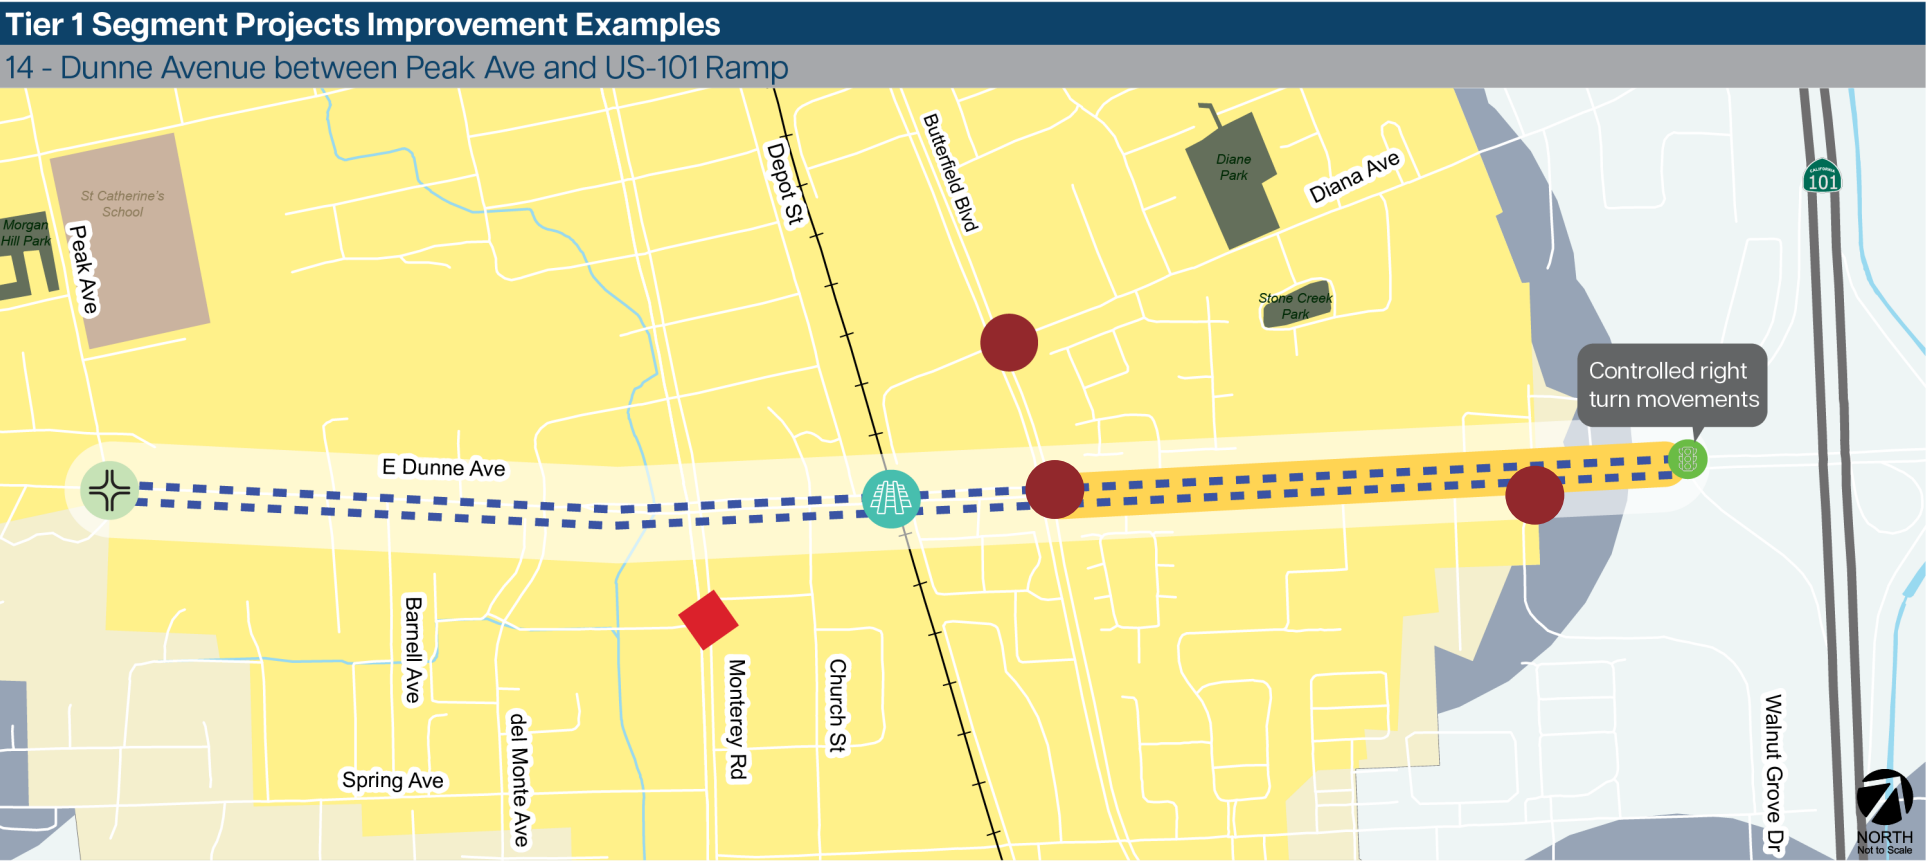 Tier 1 Segment Projects Improvement Examples
14 - Dunne Avenue between Peak Ave and US-101 Ramp
St Catherine's
School
Morgan
Hill Park
Peak Ave
Depot St
Butterfield Blvd
Diane
Park
Diana Ave
Stone Creek
Park
CALIFORNIA
101
Controlled right
turn movements
E Dunne Ave
Barnell Ave
del Monte Ave
Spring Ave
Monterey Rd
Church St
Walnut Grove Dr
NORTH
Not to Scale